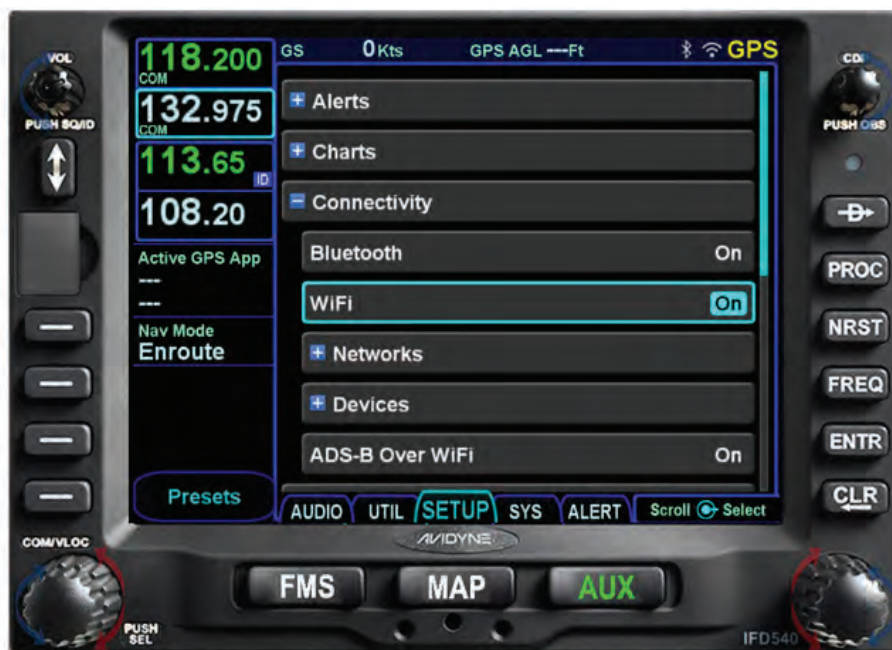 VOL
PUSH SQ/ID
118.200
COM
132.975
COM
113.65
ID
108.20
Active GPS App
---
---
Nav Mode
Enroute
Presets
GS 0Kts GPS AGL ---Ft GPS
Alerts
Charts
Connectivity
Bluetooth On
WiFi On
Networks
Devices
ADS-B Over WiFi On
AUDIO UTIL SETUP SYS ALERT Scroll Select
CDI
PUSH OBS
D
PROC
NRST
FREQ
ENTR
CLR
COM/VLOC
PUSH
SEL
AVIDYNE
FMS MAP AUX
IFD540